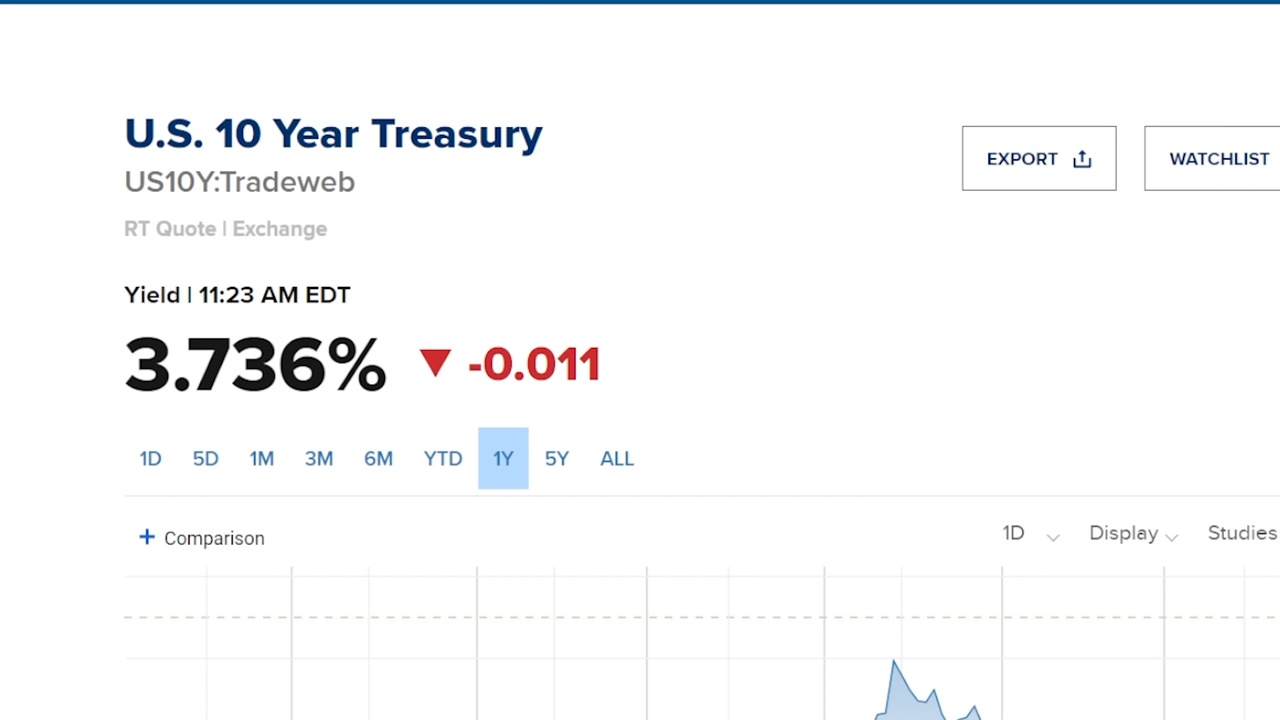 U.S. 10 Year Treasury
US10Y:Tradeweb
RT Quote | Exchange
EXPORT
WATCHLIST
Yield | 11:23 AM EDT
3.736% ▼ -0.011
1D 5D 1M 3M 6M YTD 1Y 5Y ALL
+ Comparison
1D Display Studies